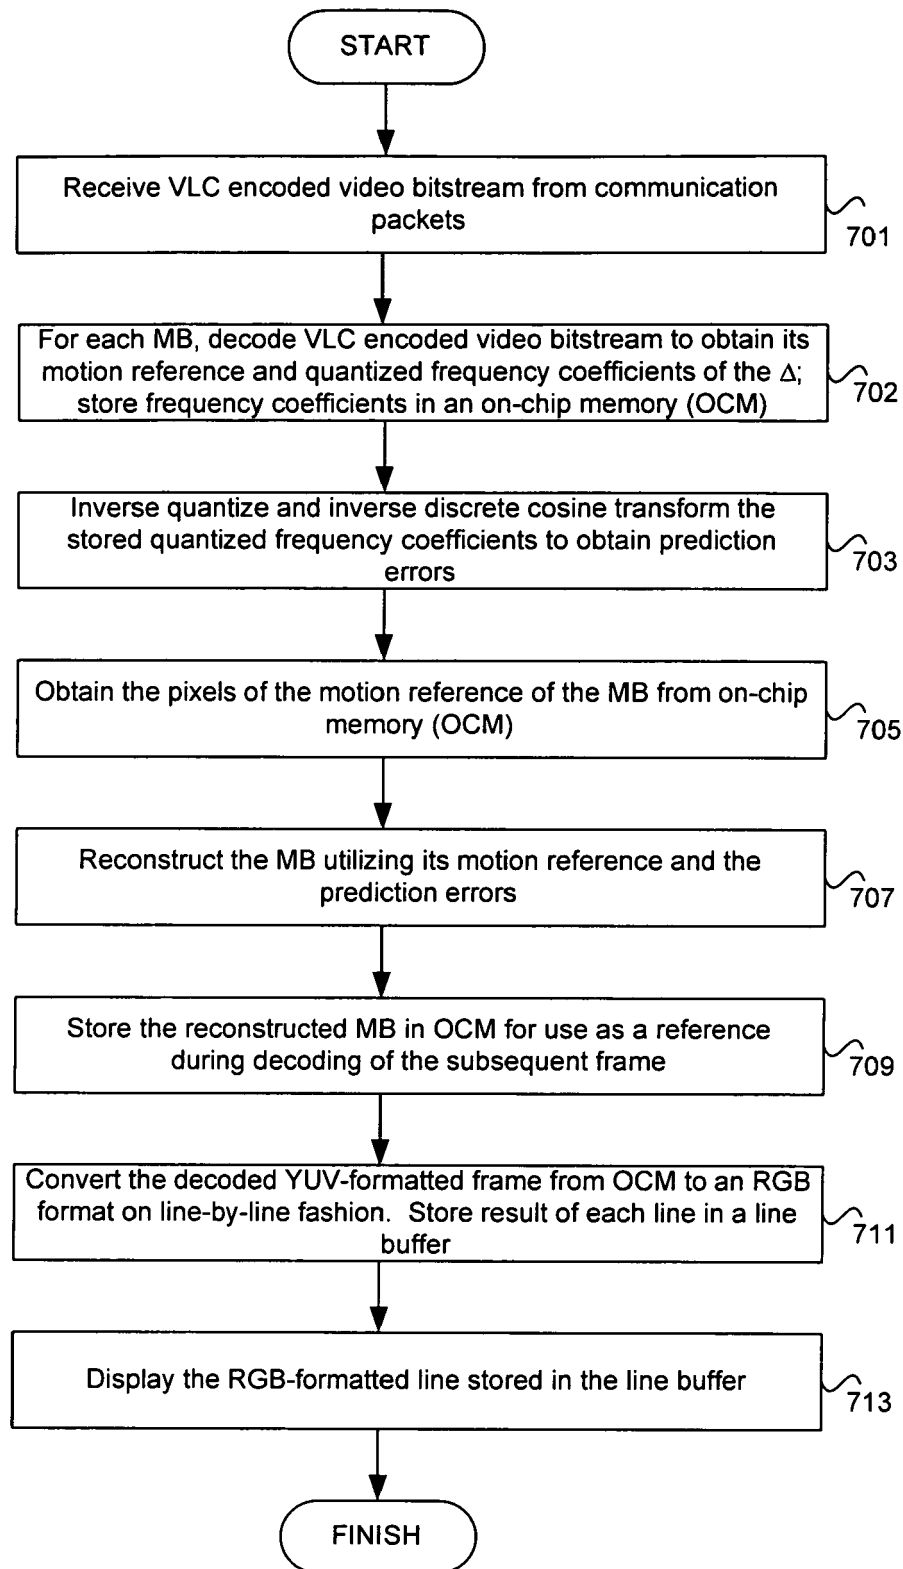 START
Receive VLC encoded video bitstream from communication
packets
701
For each MB, decode VLC encoded video bitstream to obtain its
motion reference and quantized frequency coefficients of the Δ;
store frequency coefficients in an on-chip memory (OCM)
702
Inverse quantize and inverse discrete cosine transform the
stored quantized frequency coefficients to obtain prediction
errors
703
Obtain the pixels of the motion reference of the MB from on-chip
memory (OCM)
705
Reconstruct the MB utilizing its motion reference and the
prediction errors
707
Store the reconstructed MB in OCM for use as a reference
during decoding of the subsequent frame
709
Convert the decoded YUV-formatted frame from OCM to an RGB
format on line-by-line fashion. Store result of each line in a line
buffer
711
Display the RGB-formatted line stored in the line buffer
713
FINISH